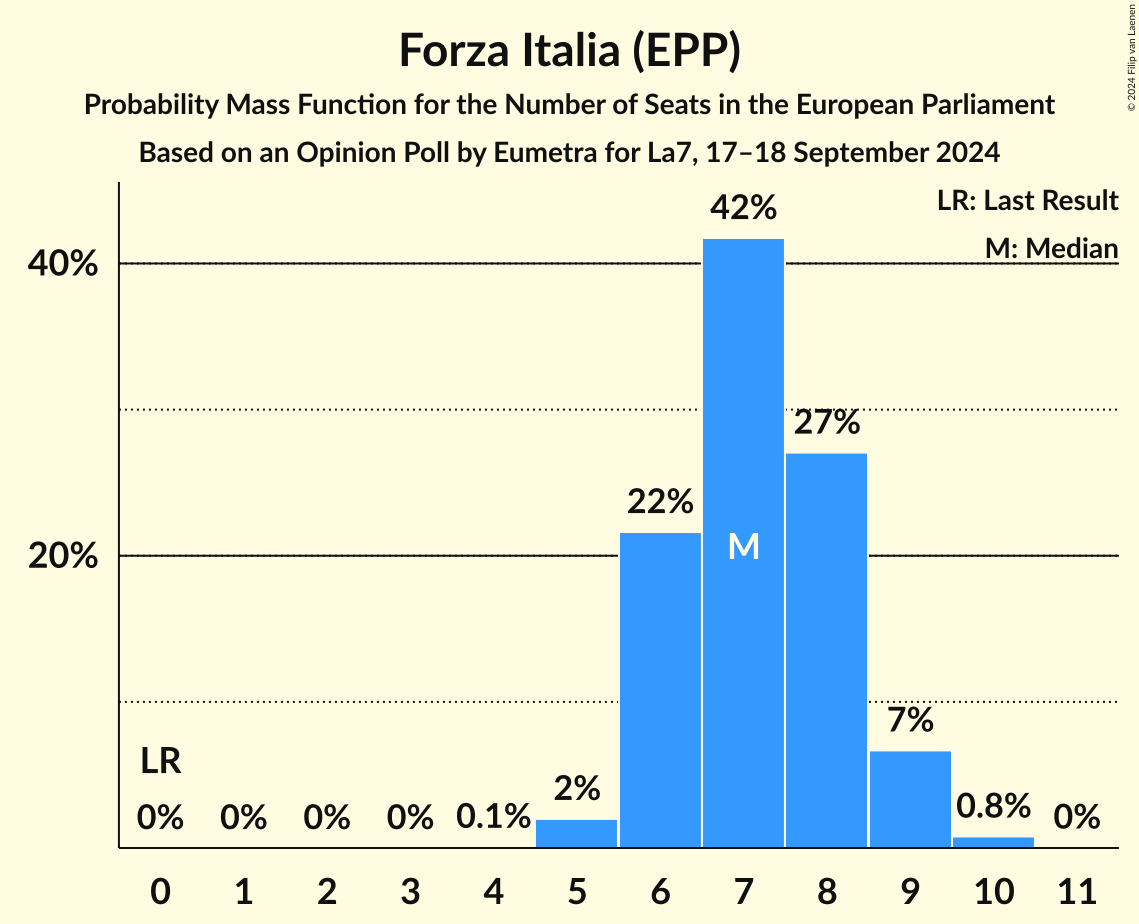 Forza Italia (EPP)
Probability Mass Function for the Number of Seats in the European Parliament
Based on an Opinion Poll by Eumetra for La7, 17–18 September 2024
© 2024 Filip van Laenen
LR: Last Result
M: Median
40%
20%
42%
27%
22%
M
7%
LR
2%
0% 0% 0% 0% 0.1% 0.8% 0%
0 1 2 3 4 5 6 7 8 9 10 11